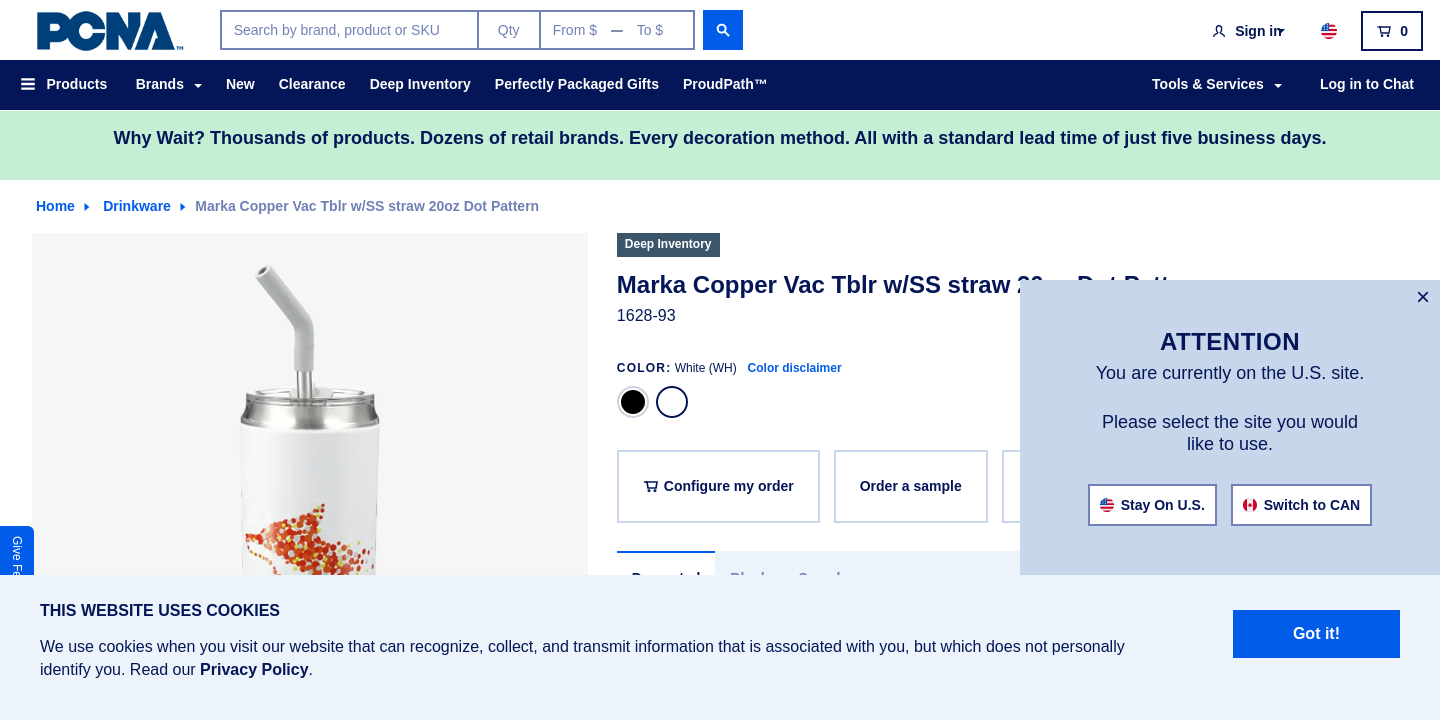 PCNA™
Search by brand, product or SKU
Qty
From $ — To $
Sign in
0
Products
Brands
New
Clearance
Deep Inventory
Perfectly Packaged Gifts
ProudPath™
Tools & Services
Log in to Chat
Why Wait? Thousands of products. Dozens of retail brands. Every decoration method. All with a standard lead time of just five business days.
Home
Drinkware
Marka Copper Vac Tblr w/SS straw 20oz Dot Pattern
Deep Inventory
Marka Copper Vac Tblr w/SS straw
1628-93
COLOR: White (WH) Color disclaimer
Configure my order
Order a sample
×
ATTENTION
You are currently on the U.S. site.
Please select the site you would
like to use.
Stay On U.S.
Switch to CAN
Give
THIS WEBSITE USES COOKIES
We use cookies when you visit our website that can recognize, collect, and transmit information that is associated with you, but which does not personally
identify you. Read our Privacy Policy.
Got it!